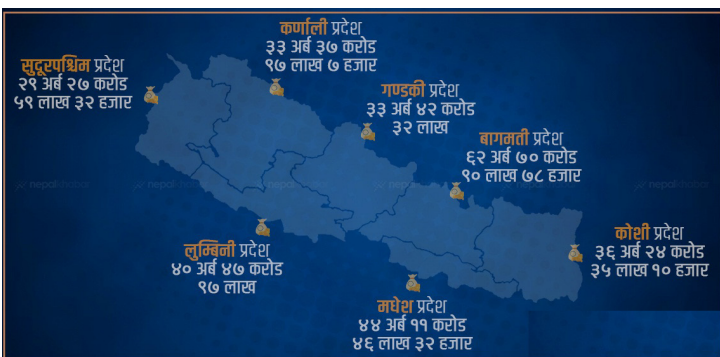 कर्णाली प्रदेश
३३ अर्ब ३७ करोड
९७ लाख ७ हजार
सुदूरपश्चिम प्रदेश
२९ अर्ब २७ करोड
५९ लाख ३२ हजार
गण्डकी प्रदेश
३३ अर्ब ४२ करोड
३२ लाख
बागमती प्रदेश
६२ अर्ब ७० करोड
९० लाख ७८ हजार
कोशी प्रदेश
३६ अर्ब २४ करोड
३५ लाख १० हजार
लुम्बिनी प्रदेश
४० अर्ब ४७ करोड
९७ लाख
मधेश प्रदेश
४४ अर्ब ११ करोड
४६ लाख ३२ हजार